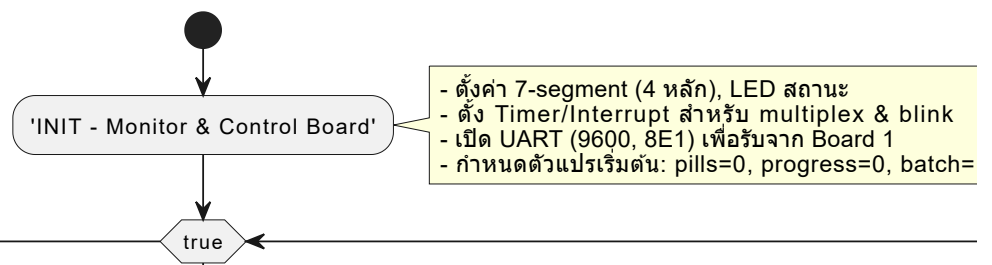 'INIT - Monitor & Control Board'
- ตั้งค่า 7-segment (4 หลัก), LED สถานะ
- ตั้ง Timer/Interrupt สำหรับ multiplex & blink
- เปิด UART (9600, 8E1) เพื่อรับจาก Board 1
- กำหนดตัวแปรเริ่มต้น: pills=0, progress=0, batch=
true